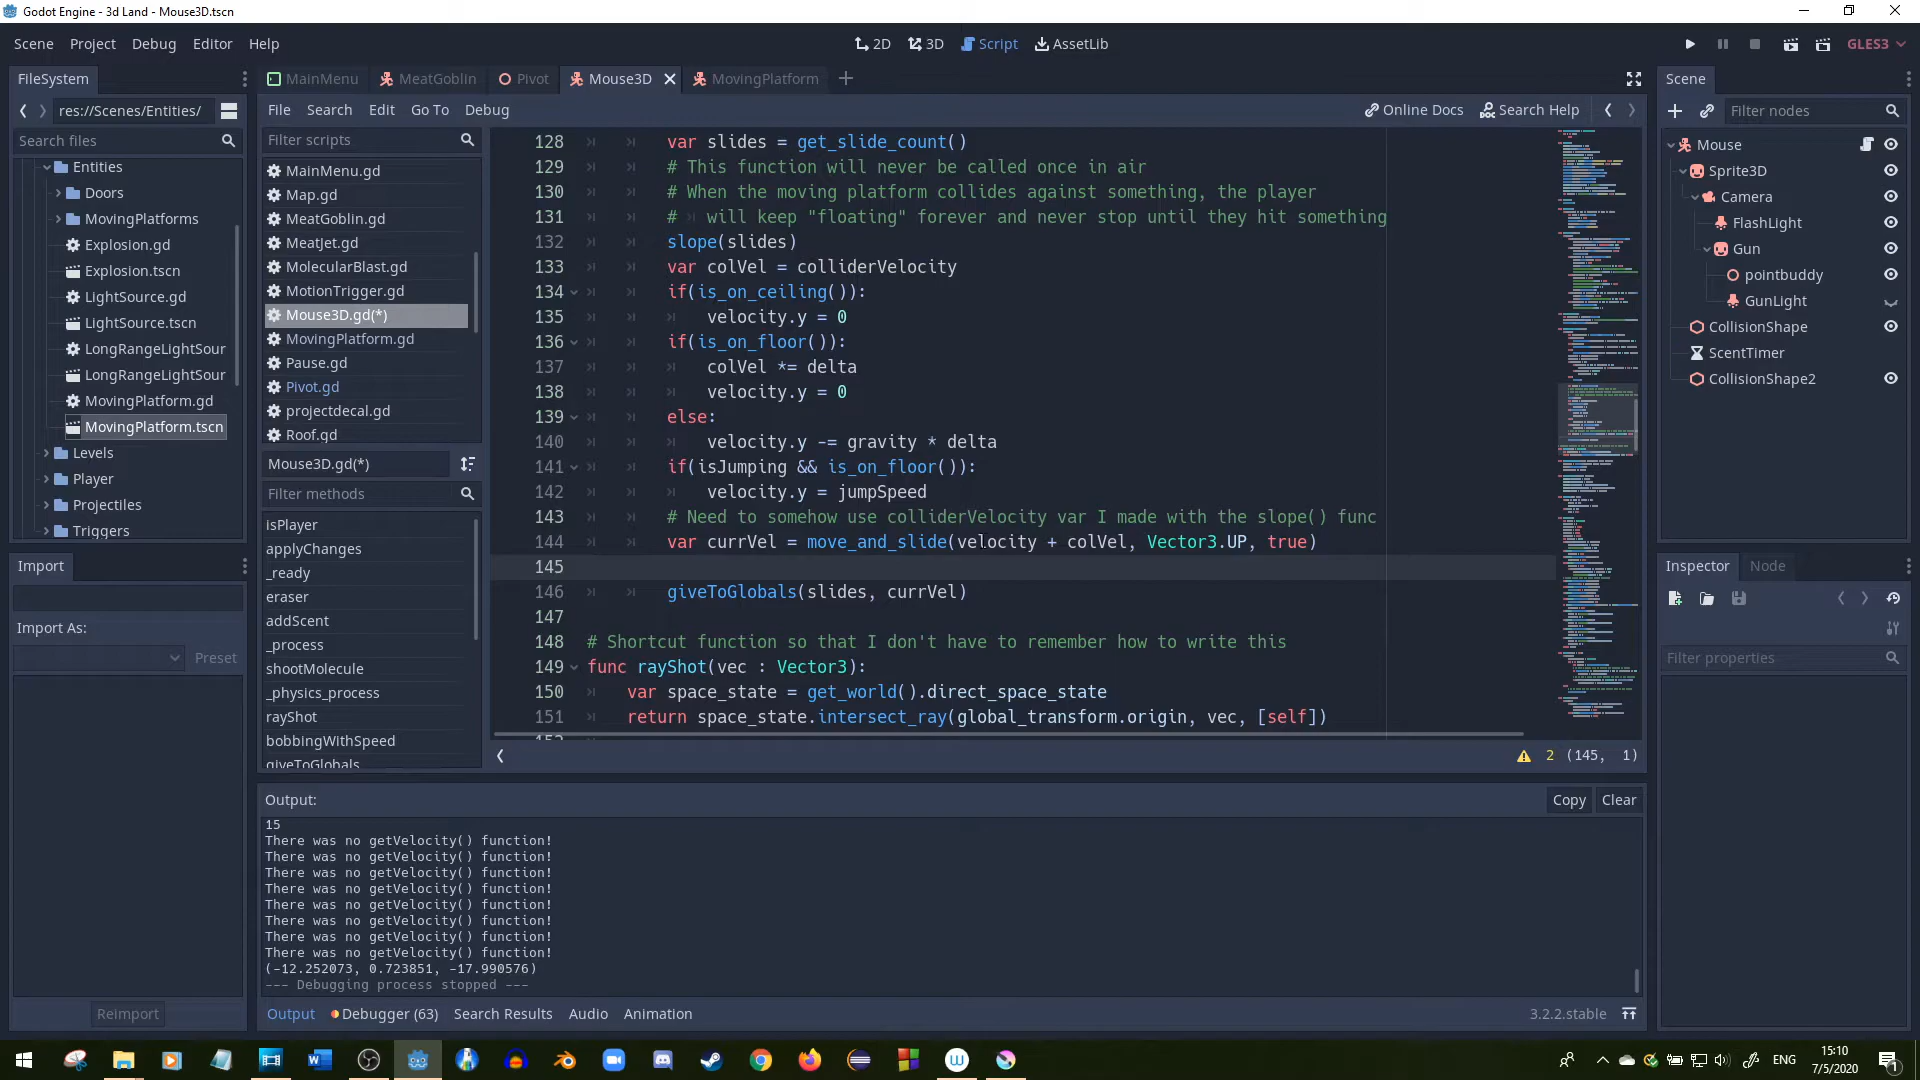 Godot Engine - 3d Land - Mouse3D.tscn
Scene Project Debug Editor Help
2D 3D Script AssetLib
GLES3
FileSystem
res://Scenes/Entities/
Search files
Entities
Doors
MovingPlatforms
Explosion.gd
Explosion.tscn
LightSource.gd
LightSource.tscn
LongRangeLightSour
LongRangeLightSour
MovingPlatform.gd
MovingPlatform.tscn
Levels
Player
Projectiles
Triggers
Import
Import As:
Preset
Reimport
MainMenu MeatGoblin Pivot Mouse3D MovingPlatform
File Search Edit Go To Debug
Online Docs Search Help
Filter scripts
MainMenu.gd
Map.gd
MeatGoblin.gd
MeatJet.gd
MolecularBlast.gd
MotionTrigger.gd
Mouse3D.gd(*)
MovingPlatform.gd
Pause.gd
Pivot.gd
projectdecal.gd
Roof.gd
Mouse3D.gd(*)
Filter methods
isPlayer
applyChanges
_ready
eraser
addScent
_process
shootMolecule
_physics_process
rayShot
bobbingWithSpeed
giveToGlobals
128 var slides = get_slide_count()
129 # This function will never be called once in air
130 # When the moving platform collides against something, the player
131 # will keep "floating" forever and never stop until they hit something
132 slope(slides)
133 var colVel = colliderVelocity
134 if(is_on_ceiling()):
135 velocity.y = 0
136 if(is_on_floor()):
137 colVel *= delta
138 velocity.y = 0
139 else:
140 velocity.y -= gravity * delta
141 if(isJumping && is_on_floor()):
142 velocity.y = jumpSpeed
143 # Need to somehow use colliderVelocity var I made with the slope() func
144 var currVel = move_and_slide(velocity + colVel, Vector3.UP, true)
145
146 giveToGlobals(slides, currVel)
147
148 # Shortcut function so that I don't have to remember how to write this
149 func rayShot(vec : Vector3):
150 var space_state = get_world().direct_space_state
151 return space_state.intersect_ray(global_transform.origin, vec, [self])
152
2 (145, 1)
Output:
Copy Clear
15
There was no getVelocity() function!
There was no getVelocity() function!
There was no getVelocity() function!
There was no getVelocity() function!
There was no getVelocity() function!
There was no getVelocity() function!
There was no getVelocity() function!
There was no getVelocity() function!
(-12.252073, 0.723851, -17.990576)
--- Debugging process stopped ---
Output Debugger (63) Search Results Audio Animation
3.2.2.stable
Scene
Filter nodes
Mouse
Sprite3D
Camera
FlashLight
Gun
pointbuddy
GunLight
CollisionShape
ScentTimer
CollisionShape2
Inspector Node
Filter properties
ENG
15:10
7/5/2020
1